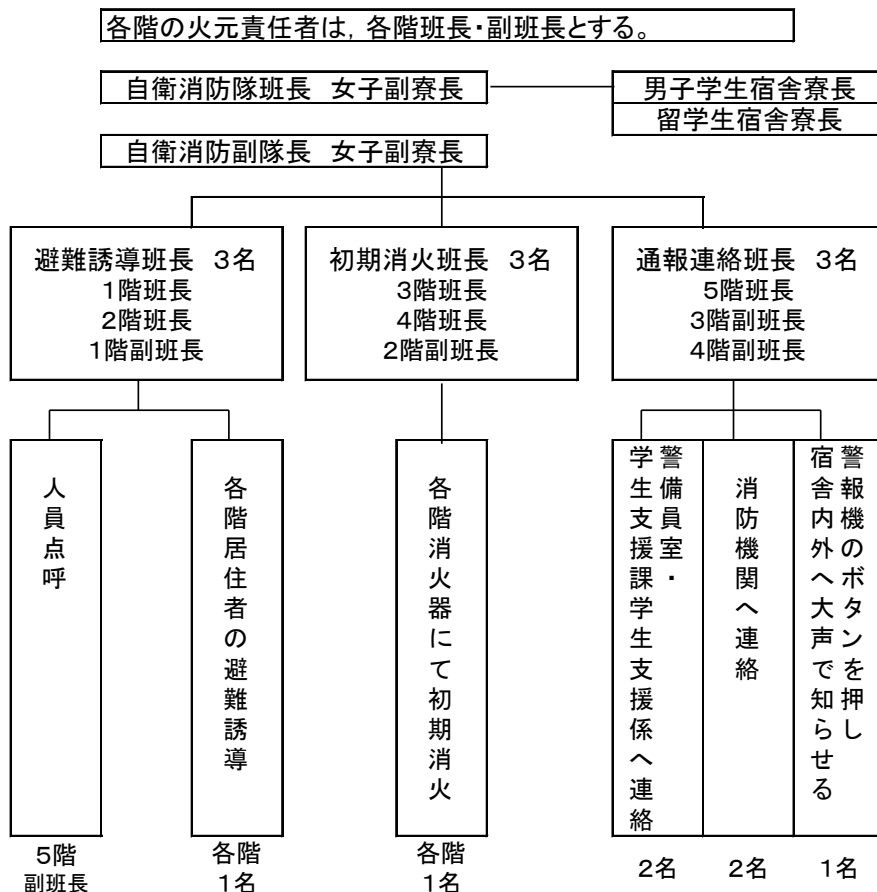 各階の火元責任者は，各階班長・副班長とする。
自衛消防隊班長　女子副寮長
男子学生宿舎寮長
留学生宿舎寮長
自衛消防副隊長　女子副寮長
避難誘導班長　３名
１階班長
２階班長
１階副班長
初期消火班長　３名
３階班長
４階班長
２階副班長
通報連絡班長　３名
５階班長
３階副班長
４階副班長
人員点呼
各階居住者の避難誘導
各階消火器にて初期消火
警備員室・
学生支援課学生支援係へ連絡
消防機関へ連絡
警報機のボタンを押し
宿舎内外へ大声で知らせる
５階
副班長
各階
１名
各階
１名
２名
２名
１名